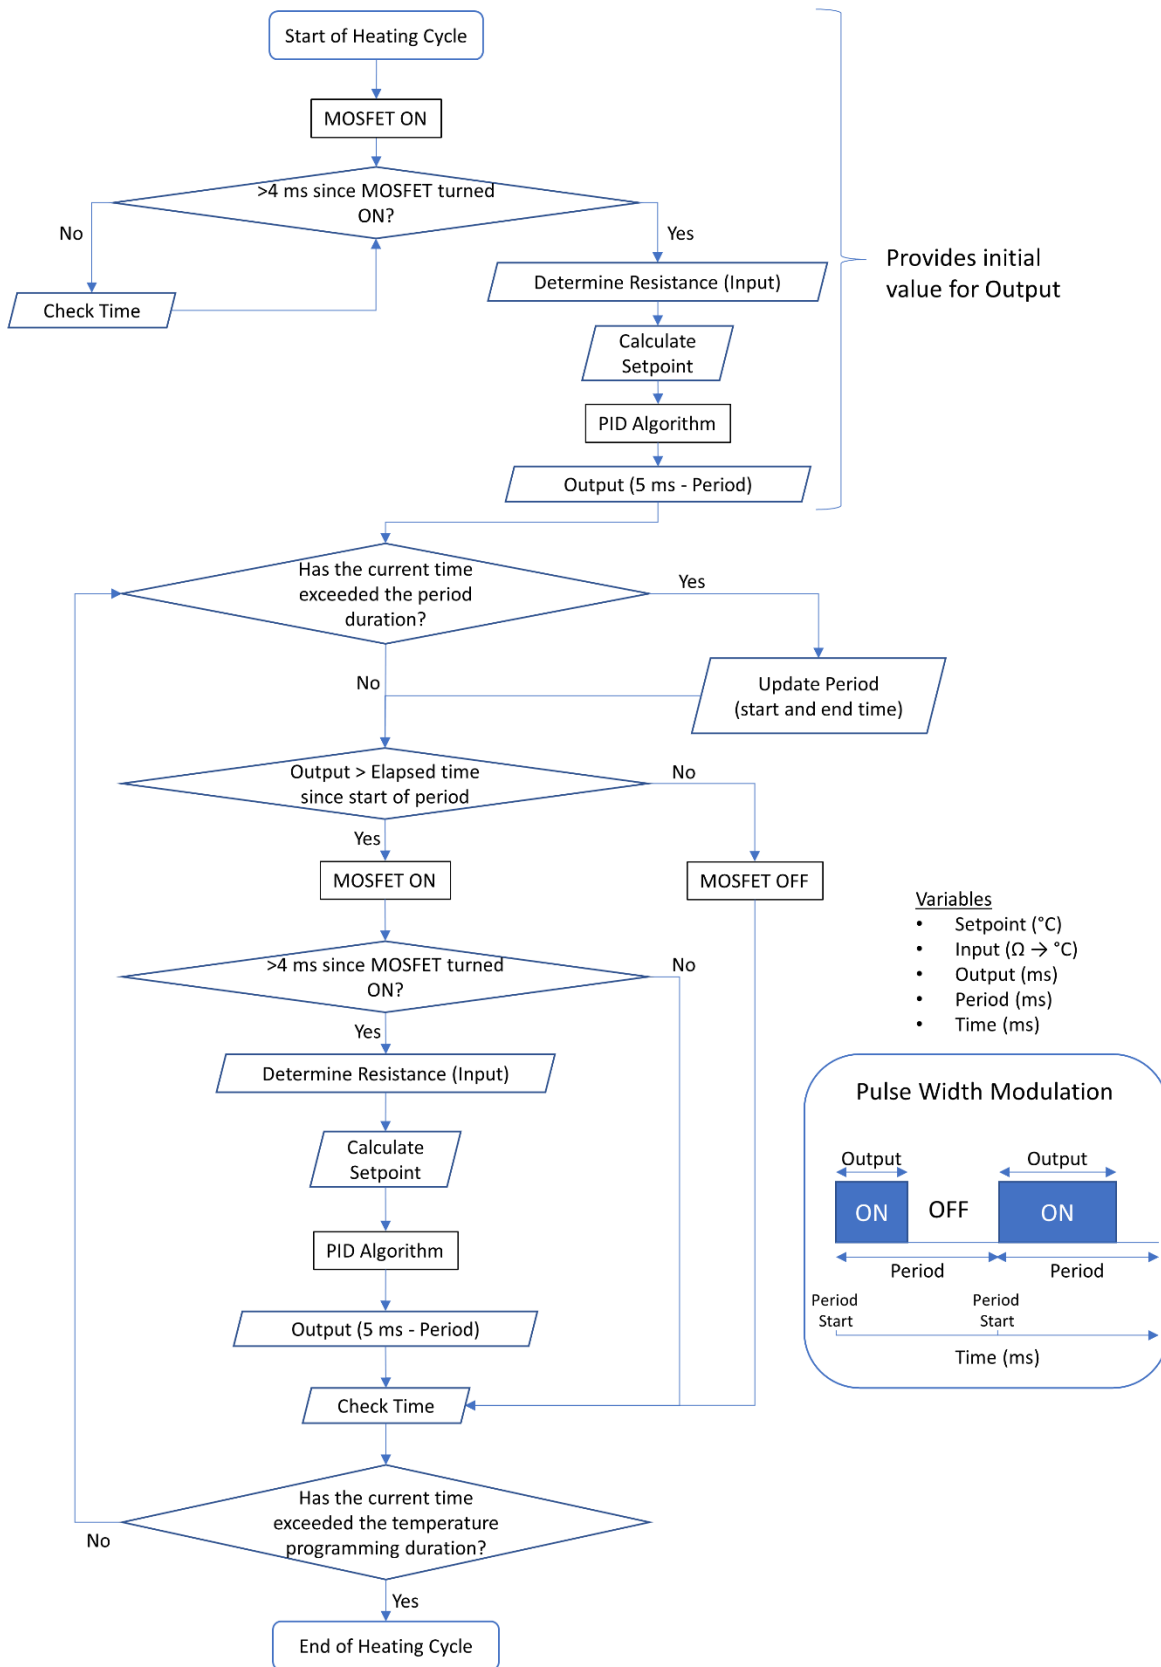 Start of Heating Cycle
MOSFET ON
>4 ms since MOSFET turned
ON?
No
Yes
Check Time
Determine Resistance (Input)
Calculate
Setpoint
PID Algorithm
Output (5 ms - Period)
Provides initial
value for Output
Has the current time
exceeded the period
duration?
Yes
No
Update Period
(start and end time)
Output > Elapsed time
since start of period
No
Yes
MOSFET ON
MOSFET OFF
>4 ms since MOSFET turned
ON?
No
Yes
Determine Resistance (Input)
Calculate
Setpoint
PID Algorithm
Output (5 ms - Period)
Check Time
Has the current time
exceeded the temperature
programming duration?
No
Yes
End of Heating Cycle
Variables
• Setpoint (°C)
• Input (Ω → °C)
• Output (ms)
• Period (ms)
• Time (ms)
Pulse Width Modulation
Output
Output
ON
OFF
ON
Period
Period
Period
Start
Period
Start
Time (ms)